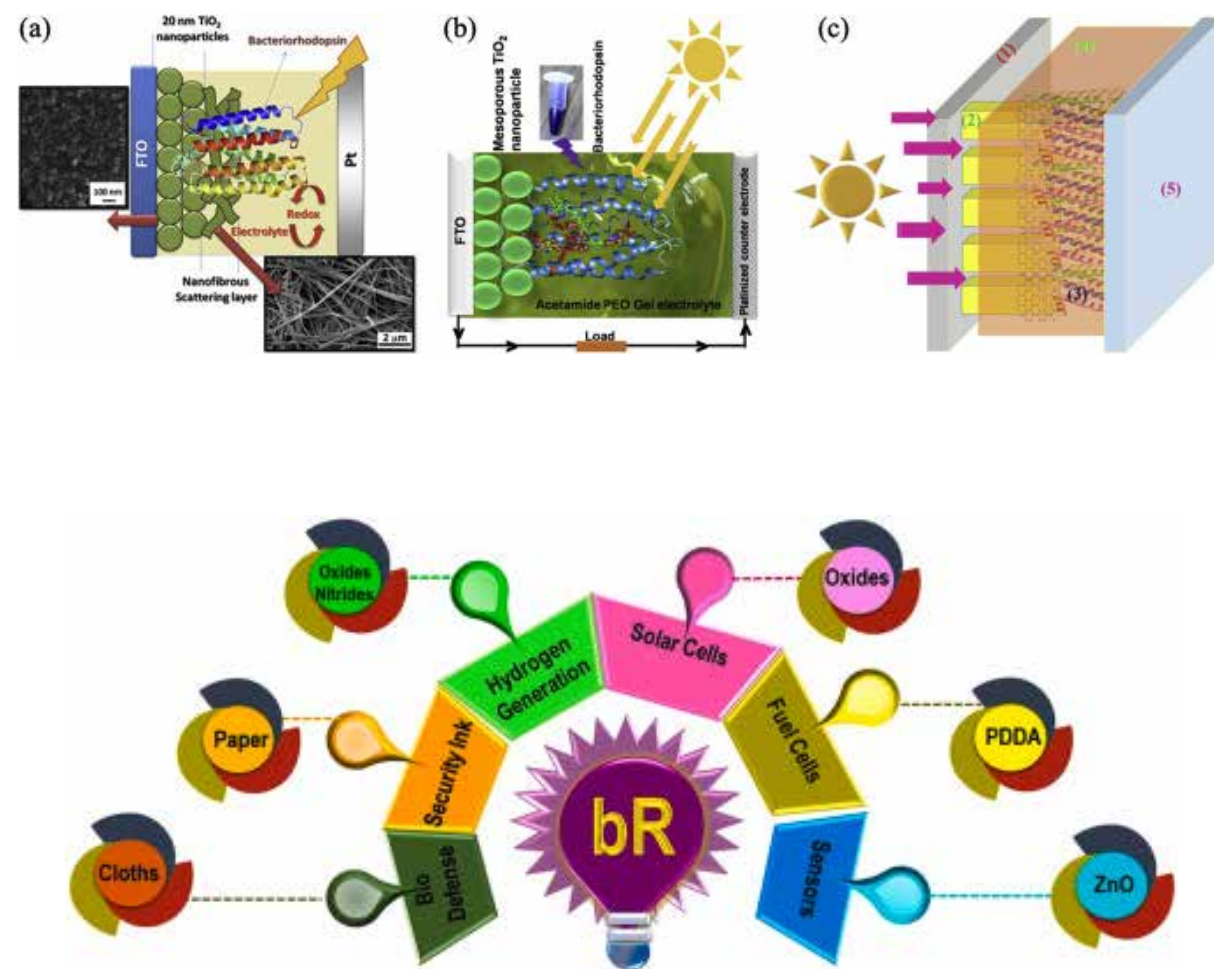 (a)
20 nm TiO2
nanoparticles
Bacteriorhodopsin
FTO
Pt
100 nm
Redox
Electrolyte
Nanofibrous
Scattering layer
2 μm
(b)
Mesoporous TiO2
nanoparticle
Bacteriorhodopsin
FTO
Platinized counter electrode
Acetamide PEO Gel electrolyte
Load
(c)
(1)
(4)
(2)
(5)
(3)
Oxides
Nitrides
Oxides
Hydrogen
Generation
Solar Cells
Paper
Security Ink
Fuel Cells
PDDA
bR
Cloths
Bio
Defense
Sensors
ZnO